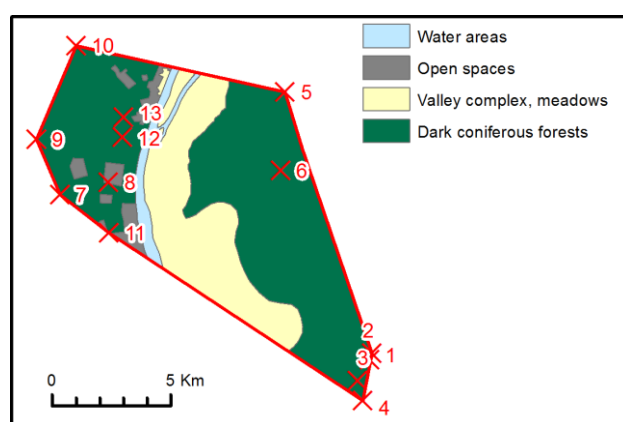 10
Water areas
Open spaces
Valley complex, meadows
Dark coniferous forests
5
13
12
9
6
8
7
11
2
1
3
4
0 5 Km